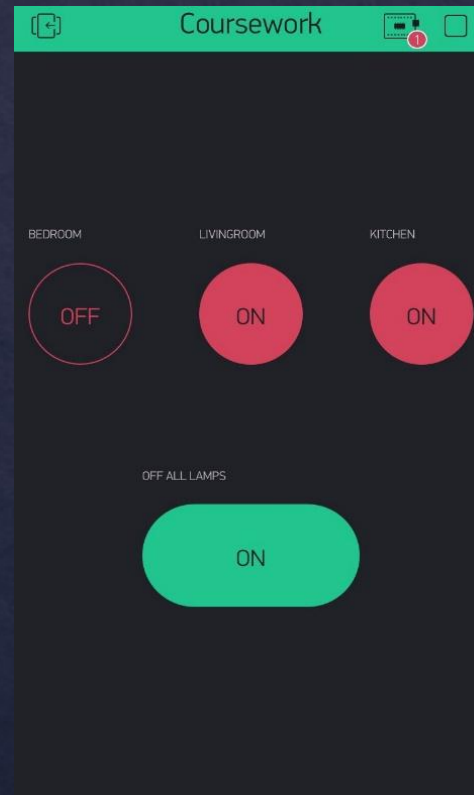 Coursework
1
BEDROOM LIVINGROOM KITCHEN
OFF ON ON
OFF ALL LAMPS
ON